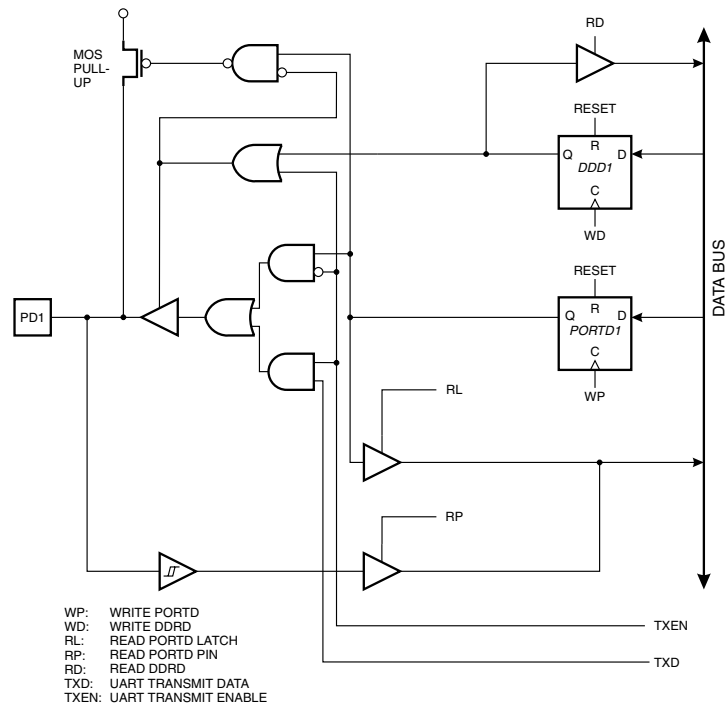 RD
MOS
PULL-
UP
RESET
R
Q
D
DDD1
C
WD
RESET
R
Q
D
PORTD1
C
WP
PD1
DATA BUS
RL
RP
WP: WRITE PORTD
WD: WRITE DDRD
RL: READ PORTD LATCH
RP: READ PORTD PIN
RD: READ DDRD
TXD: UART TRANSMIT DATA
TXEN: UART TRANSMIT ENABLE
TXEN
TXD